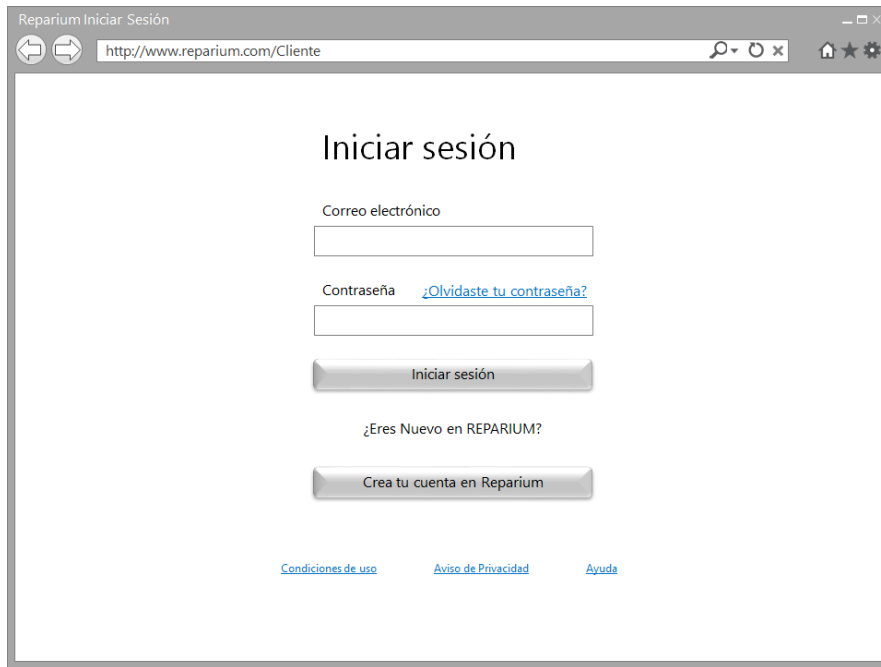 Reparium Iniciar Sesión
http://www.reparium.com/Cliente
Iniciar sesión
Correo electrónico
Contraseña ¿Olvidaste tu contraseña?
Iniciar sesión
¿Eres Nuevo en REPARIUM?
Crea tu cuenta en Reparium
Condiciones de uso Aviso de Privacidad Ayuda